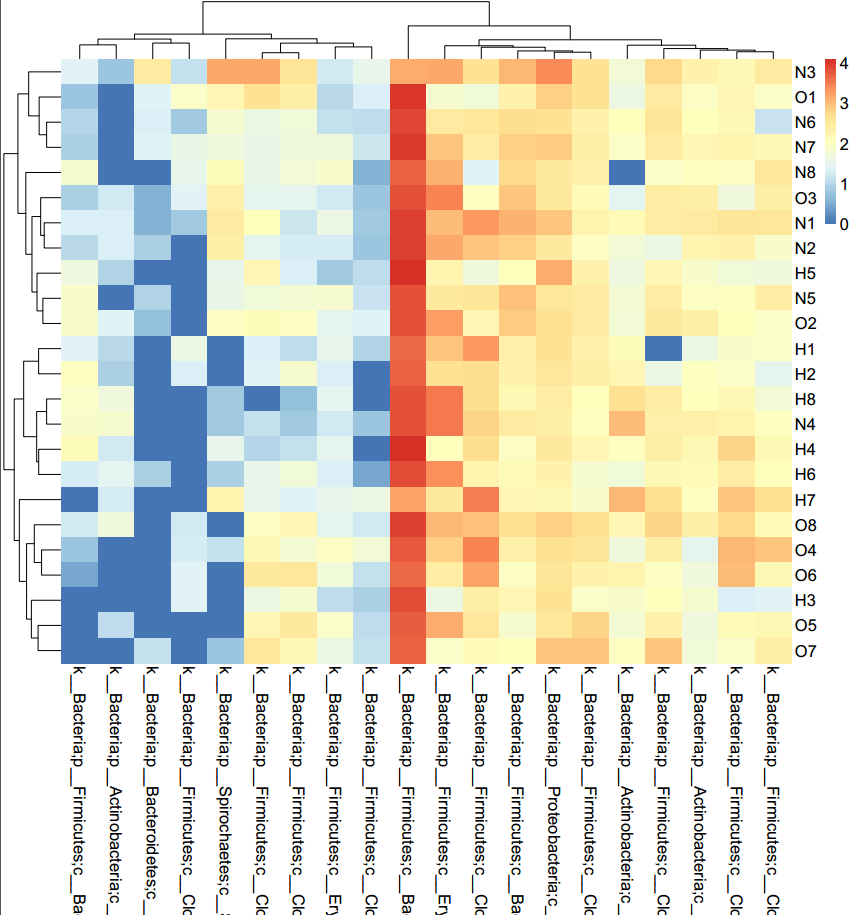 4
3
2
1
0
N3
O1
N6
N7
N8
O3
N1
N2
H5
N5
O2
H1
H2
H8
N4
H4
H6
H7
O8
O4
O6
H3
O5
O7
k__Bacteria;p__Firmicutes;c__Ba
k__Bacteria;p__Actinobacteria;c__
k__Bacteria;p__Bacteroidetes;c__
k__Bacteria;p__Firmicutes;c__Clo
k__Bacteria;p__Spirochaetes;c__S
k__Bacteria;p__Firmicutes;c__Clo
k__Bacteria;p__Firmicutes;c__Clo
k__Bacteria;p__Firmicutes;c__Ery
k__Bacteria;p__Firmicutes;c__Clo
k__Bacteria;p__Firmicutes;c__Ba
k__Bacteria;p__Firmicutes;c__Ery
k__Bacteria;p__Firmicutes;c__Clo
k__Bacteria;p__Firmicutes;c__Ba
k__Bacteria;p__Proteobacteria;c__
k__Bacteria;p__Firmicutes;c__Clo
k__Bacteria;p__Actinobacteria;c__
k__Bacteria;p__Firmicutes;c__Clo
k__Bacteria;p__Actinobacteria;c__
k__Bacteria;p__Firmicutes;c__Clo
k__Bacteria;p__Firmicutes;c__Clo